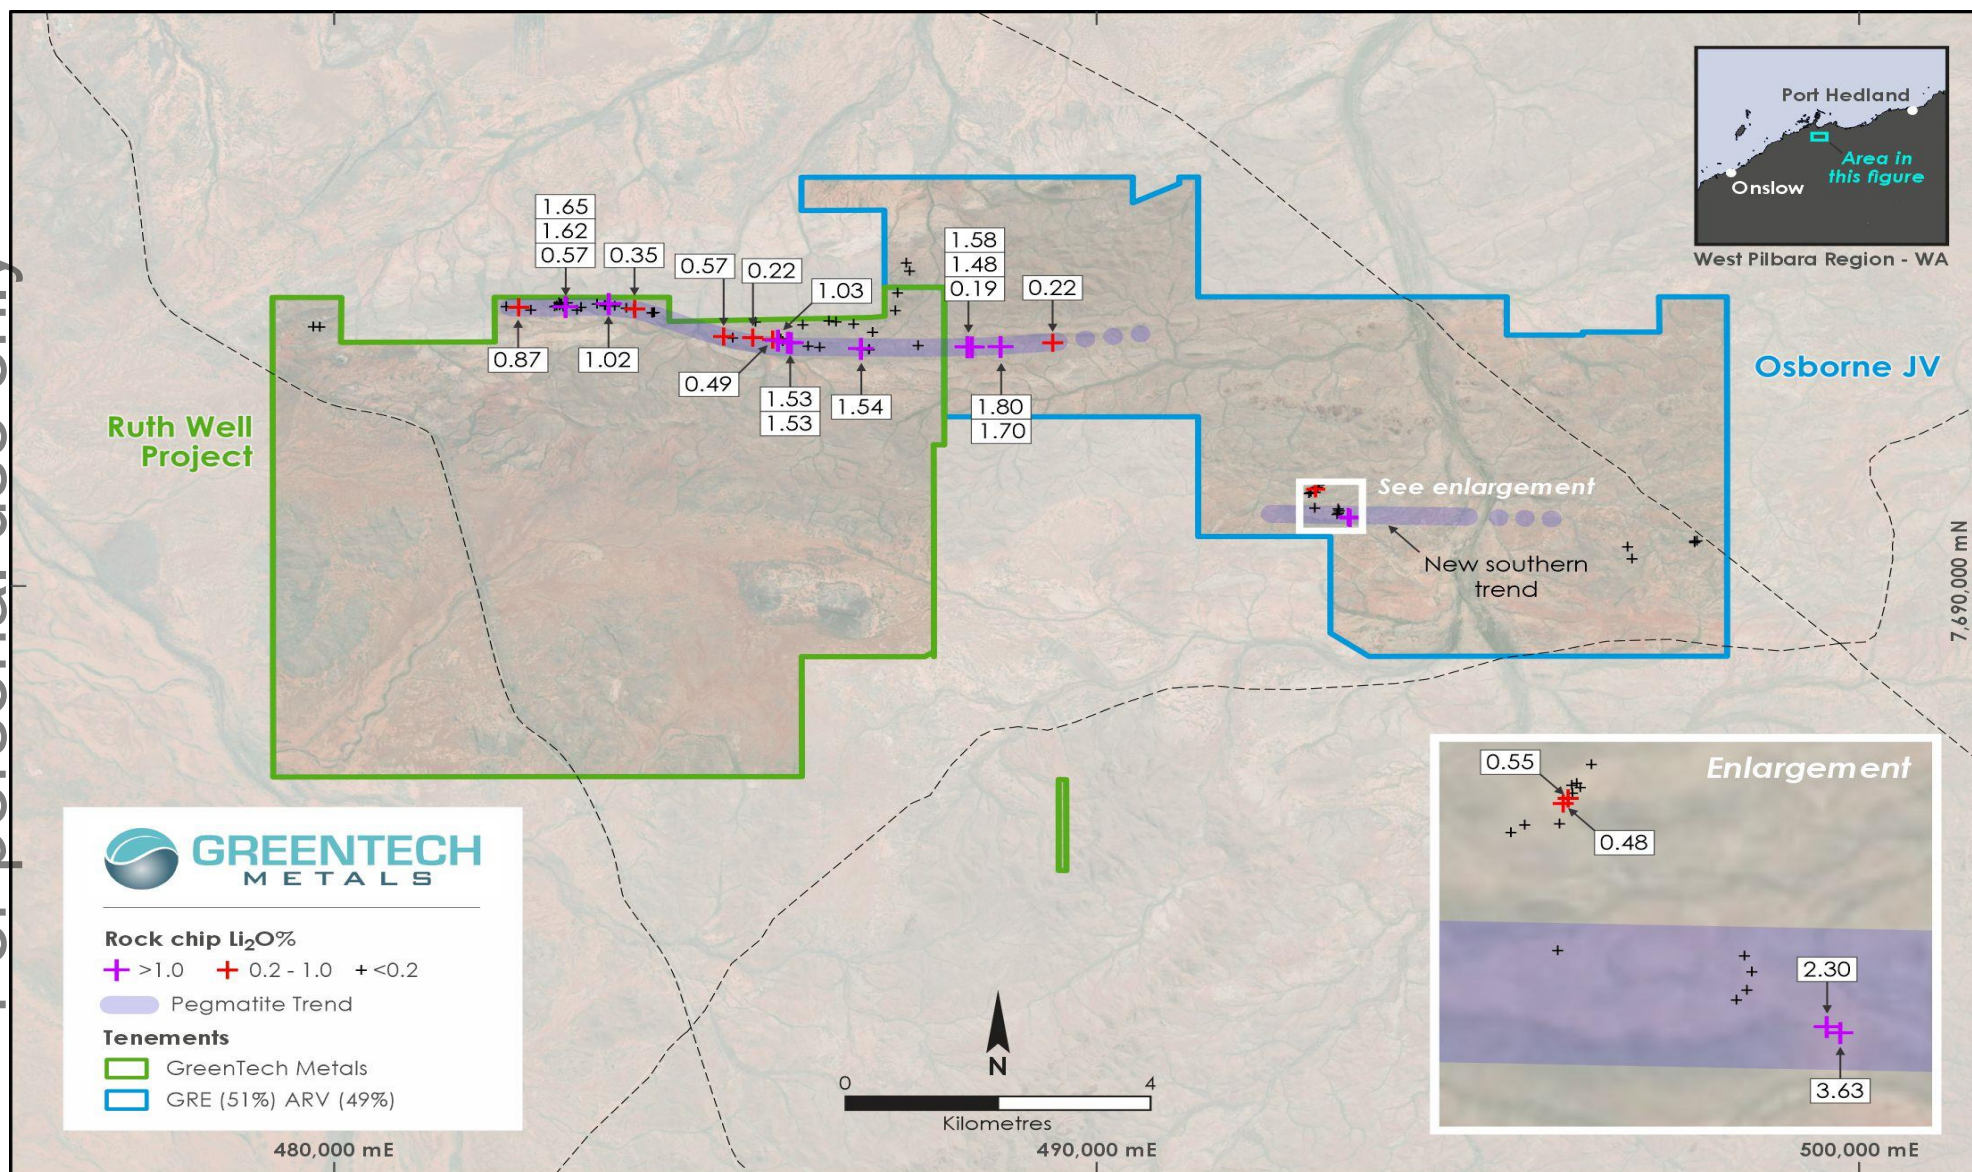 Port Hedland
Area in
this figure
Onslow
West Pilbara Region - WA
1.65
1.62
0.57
0.35
0.57
0.22
1.03
1.58
1.48
0.19
0.22
0.87
1.02
0.49
1.53
1.53
1.54
1.80
1.70
Osborne JV
Ruth Well
Project
See enlargement
New southern
trend
7,690,000 mN
Enlargement
0.55
0.48
2.30
3.63
GREENTECH
METALS
Rock chip Li₂O%
>1.0
0.2 - 1.0
<0.2
Pegmatite Trend
Tenements
GreenTech Metals
GRE (51%) ARV (49%)
N
0 4
Kilometres
480,000 mE
490,000 mE
500,000 mE